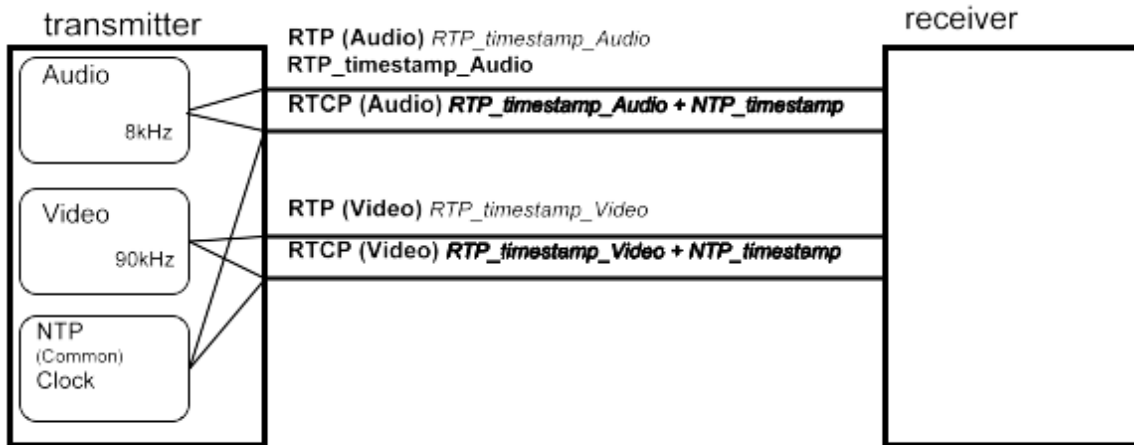 transmitter
receiver
Audio
8kHz
Video
90kHz
NTP
(Common)
Clock
RTP (Audio) RTP_timestamp_Audio
RTP_timestamp_Audio
RTCP (Audio) RTP_timestamp_Audio + NTP_timestamp
RTP (Video) RTP_timestamp_Video
RTCP (Video) RTP_timestamp_Video + NTP_timestamp